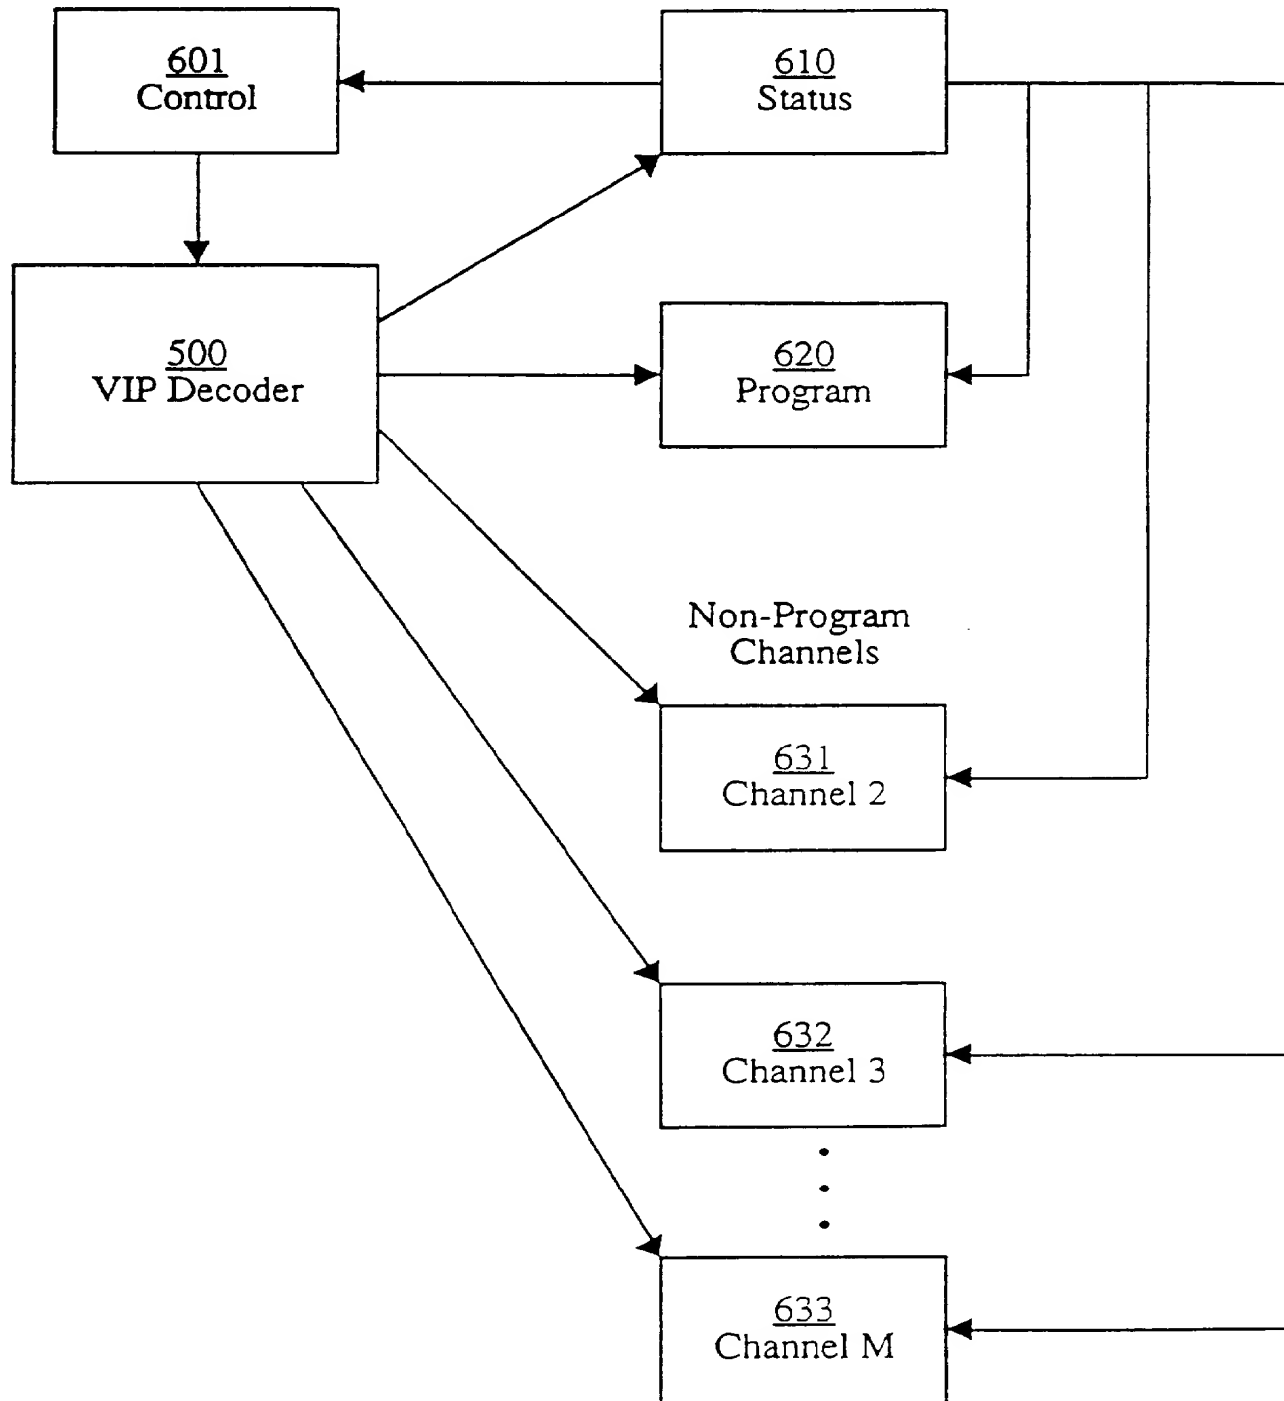 601
Control
610
Status
500
VIP Decoder
620
Program
Non-Program
Channels
631
Channel 2
632
Channel 3
633
Channel M